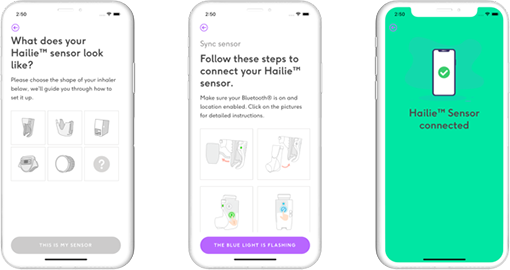 2:50
What does your
Hailie™ sensor look
like?
Please choose the shape of your inhaler
below, we'll guide you through how to
set it up.
?
THIS IS MY SENSOR
2:50
Sync sensor
Follow these steps to
connect your Hailie™
sensor.
Make sure your Bluetooth® is on and
location enabled. Click on the pictures
for detailed instructions.
THE BLUE LIGHT IS FLASHING
2:50
Hailie™ Sensor
connected